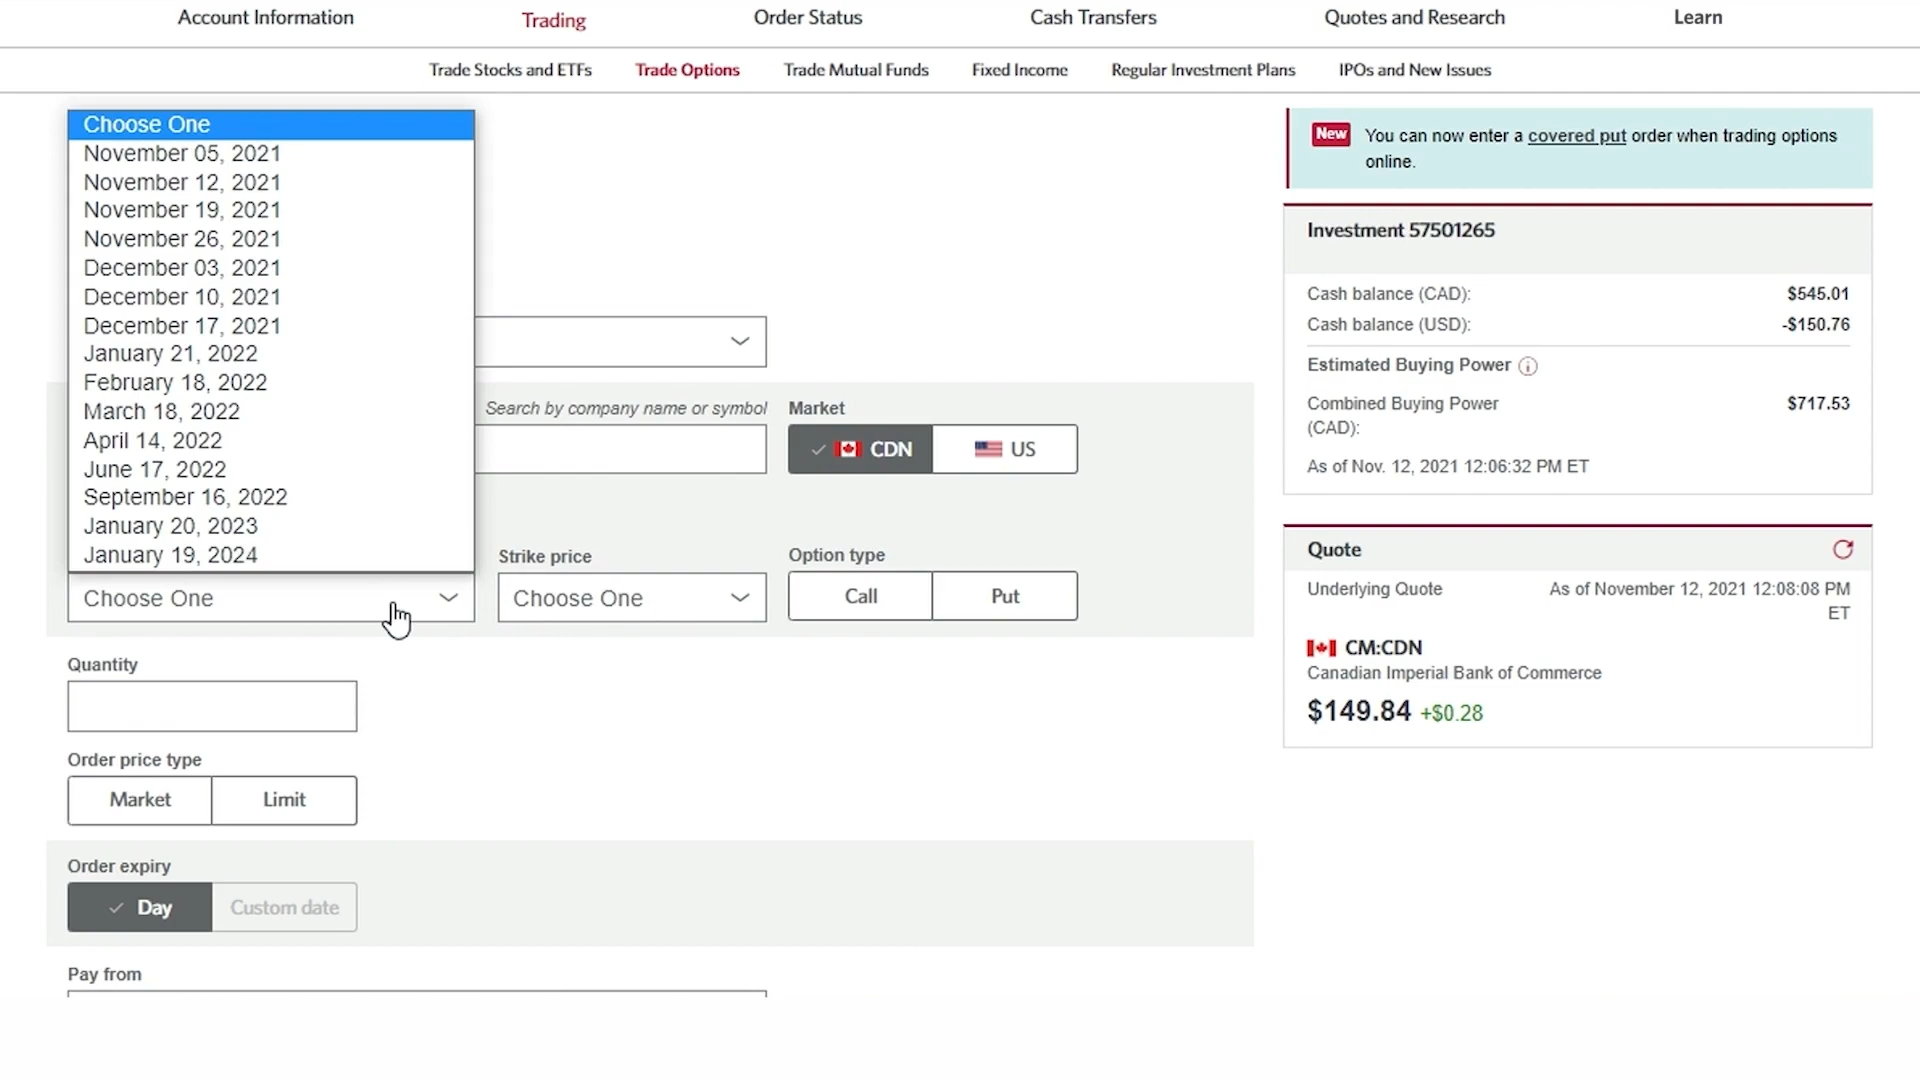 Account Information
Trading
Order Status
Cash Transfers
Quotes and Research
Learn
Trade Stocks and ETFs
Trade Options
Trade Mutual Funds
Fixed Income
Regular Investment Plans
IPOs and New Issues
Choose One
November 05, 2021
November 12, 2021
November 19, 2021
November 26, 2021
December 03, 2021
December 10, 2021
December 17, 2021
January 21, 2022
February 18, 2022
March 18, 2022
April 14, 2022
June 17, 2022
September 16, 2022
January 20, 2023
January 19, 2024
Choose One
Search by company name or symbol
Market
CDN
US
Strike price
Choose One
Option type
Call
Put
Quantity
Order price type
Market
Limit
Order expiry
Day
Custom date
Pay from
New You can now enter a covered put order when trading options
online.
Investment 57501265
Cash balance (CAD): $545.01
Cash balance (USD): -$150.76
Estimated Buying Power
Combined Buying Power $717.53
(CAD):
As of Nov. 12, 2021 12:06:32 PM ET
Quote
Underlying Quote As of November 12, 2021 12:08:08 PM
ET
CM:CDN
Canadian Imperial Bank of Commerce
$149.84 +$0.28